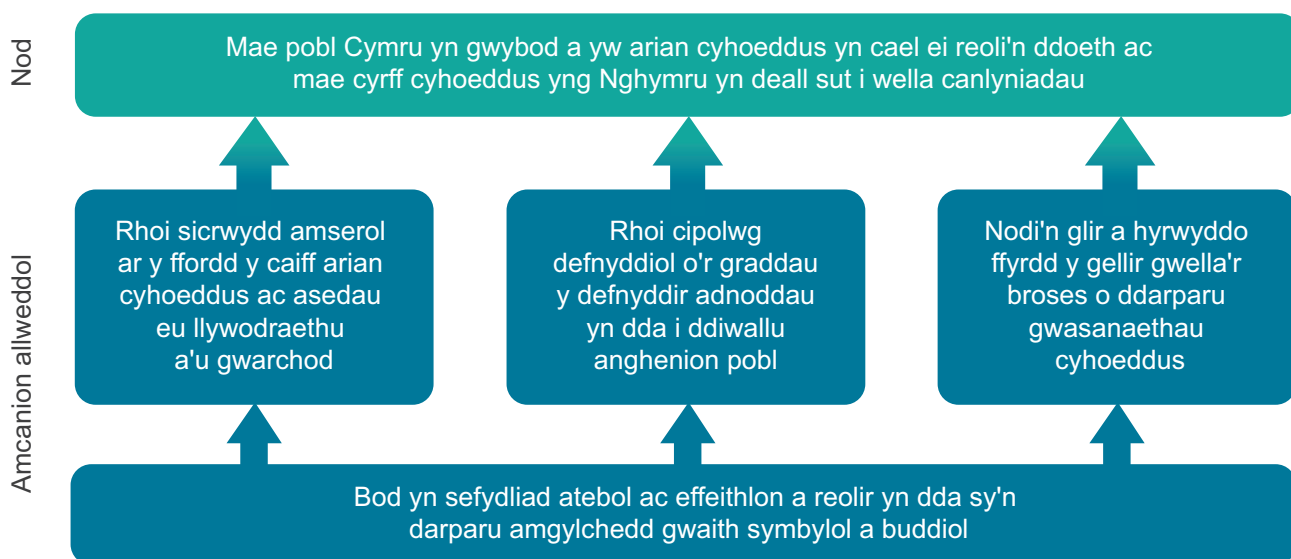 Nod
Mae pobl Cymru yn gwybod a yw arian cyhoeddus yn cael ei reoli'n ddoeth ac
mae cyrff cyhoeddus yng Nghymru yn deall sut i wella canlyniadau
Amcanion allweddol
Rhoi sicrwydd amserol
ar y ffordd y caiff arian
cyhoeddus ac asedau
eu llywodraethu
a'u gwarchod
Rhoi cipolwg
defnyddiol o'r graddau
y defnyddir adnoddau
yn dda i ddiwallu
anghenion pobl
Nodi'n glir a hyrwyddo
ffyrdd y gellir gwella'r
broses o ddarparu
gwasanaethau
cyhoeddus
Bod yn sefydliad atebol ac effeithlon a reolir yn dda sy'n
darparu amgylchedd gwaith symbylol a buddiol